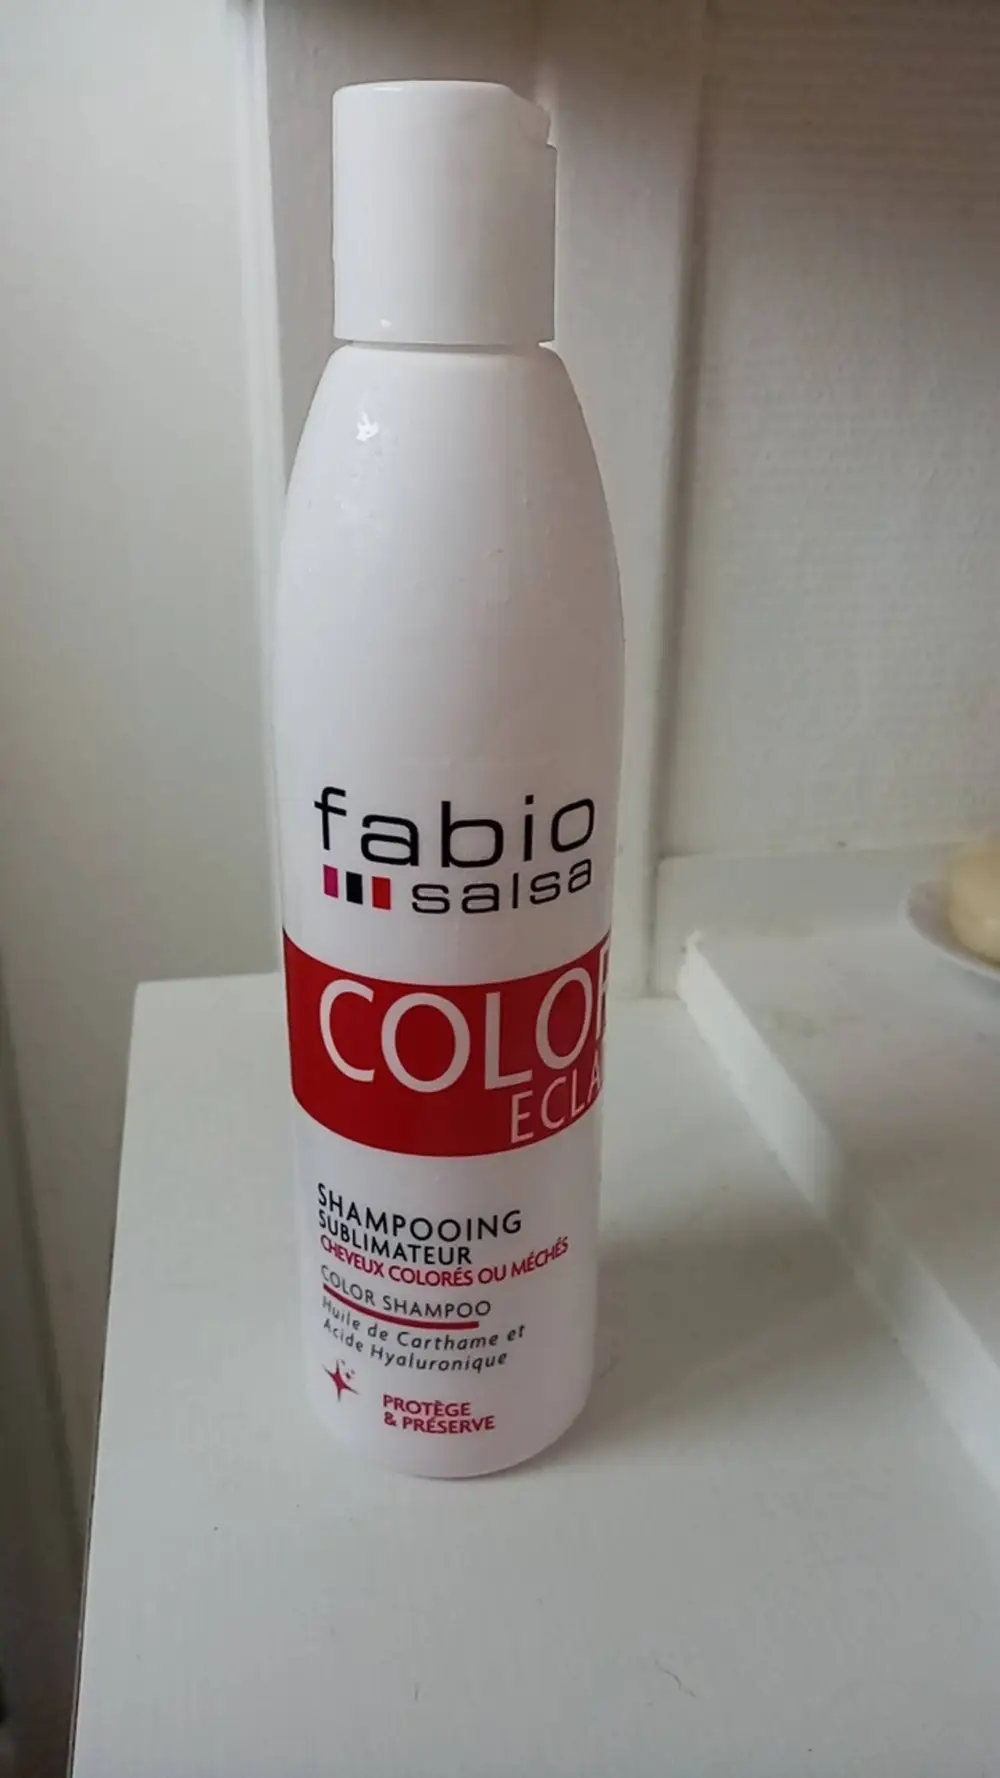 fabio
salsa
COLOR
ECLA
SHAMPOOING
SUBLIMATEUR
CHEVEUX COLORÉS OU MÉCHÉS
COLOR SHAMPOO
Huile de Carthame et
Acide Hyaluronique
PROTÈGE
& PRÉSERVE